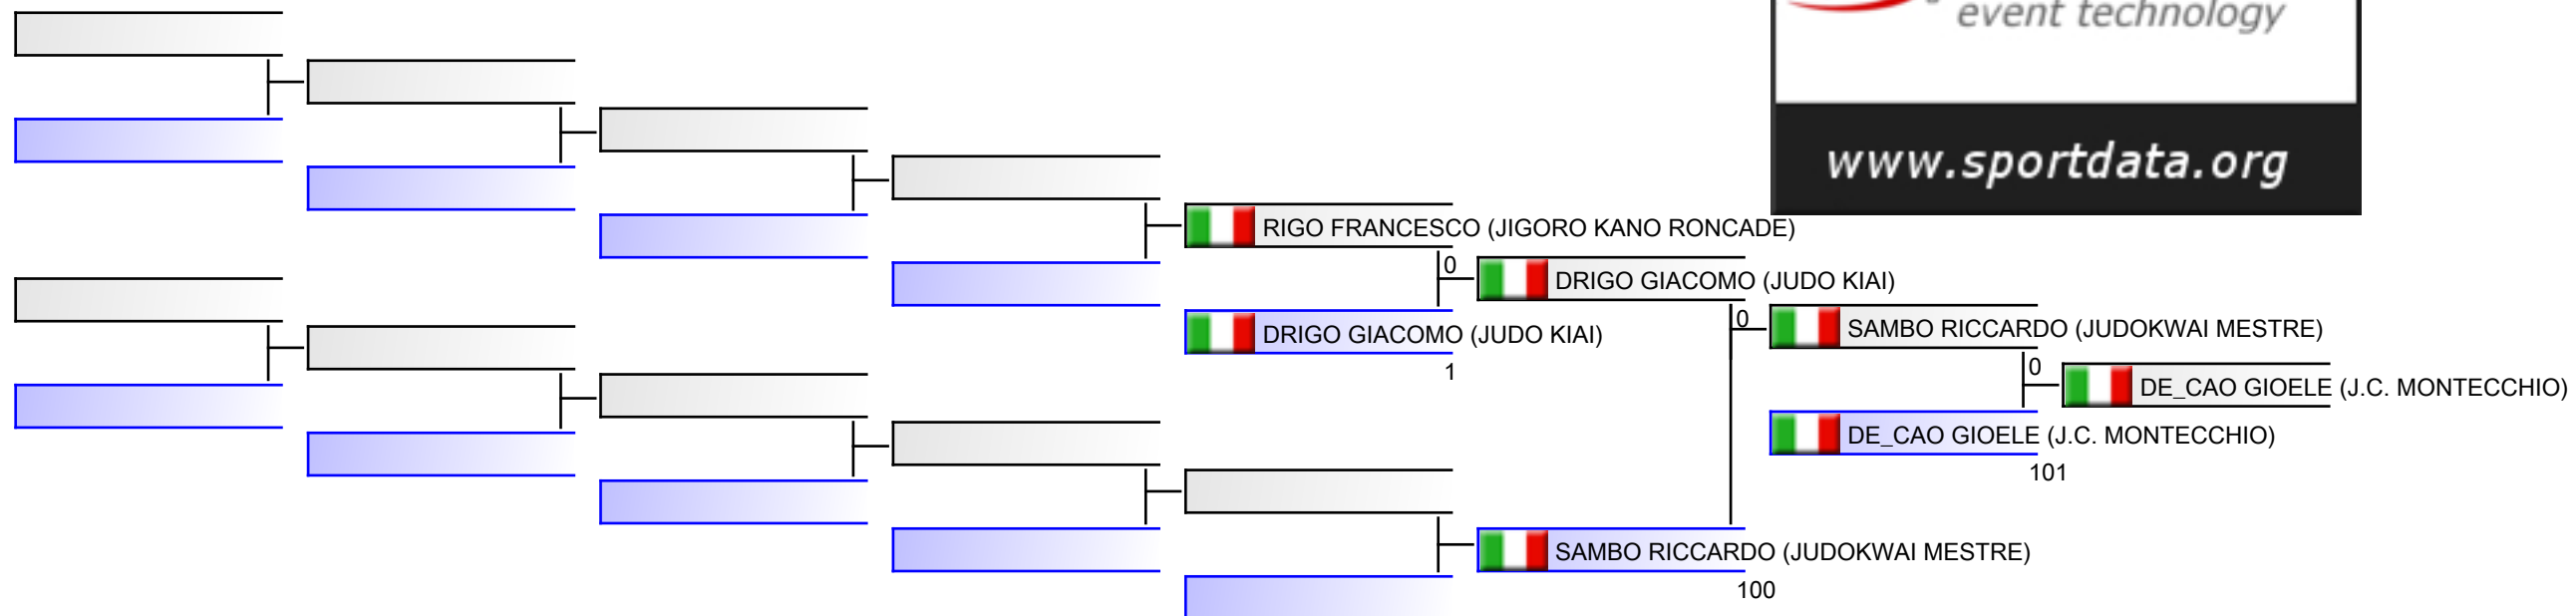 event technology
www.sportdata.org
RIGO FRANCESCO (JIGORO KANO RONCADE)
0
DRIGO GIACOMO (JUDO KIAI)
DRIGO GIACOMO (JUDO KIAI)
1
0
SAMBO RICCARDO (JUDOKWAI MESTRE)
0
DE_CAO GIOELE (J.C. MONTECCHIO)
DE_CAO GIOELE (J.C. MONTECCHIO)
101
SAMBO RICCARDO (JUDOKWAI MESTRE)
100